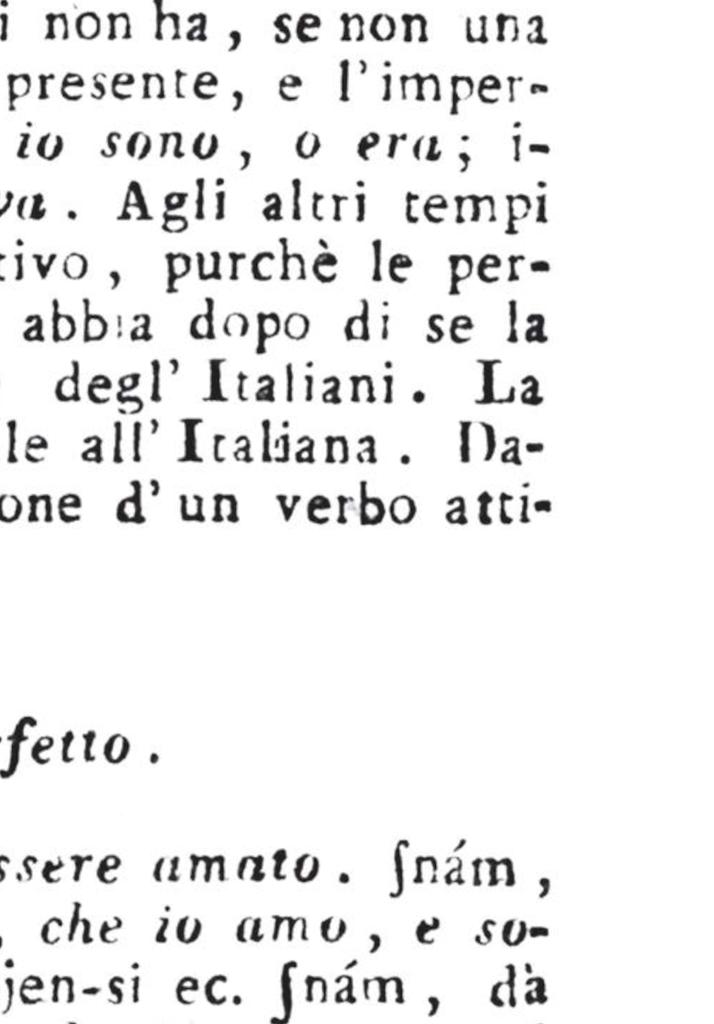 i non ha, se non una
presente, e l'imper-
io sono, o era; i-
va. Agli altri tempi
tivo, purchè le per-
abbia dopo di se la
degl' Italiani. La
le all' Italiana. Da-
one d'un verbo atti-
fetto.
ssere amato. ſnám,
che io amo, e so-
jen-si ec. ſnám, dà